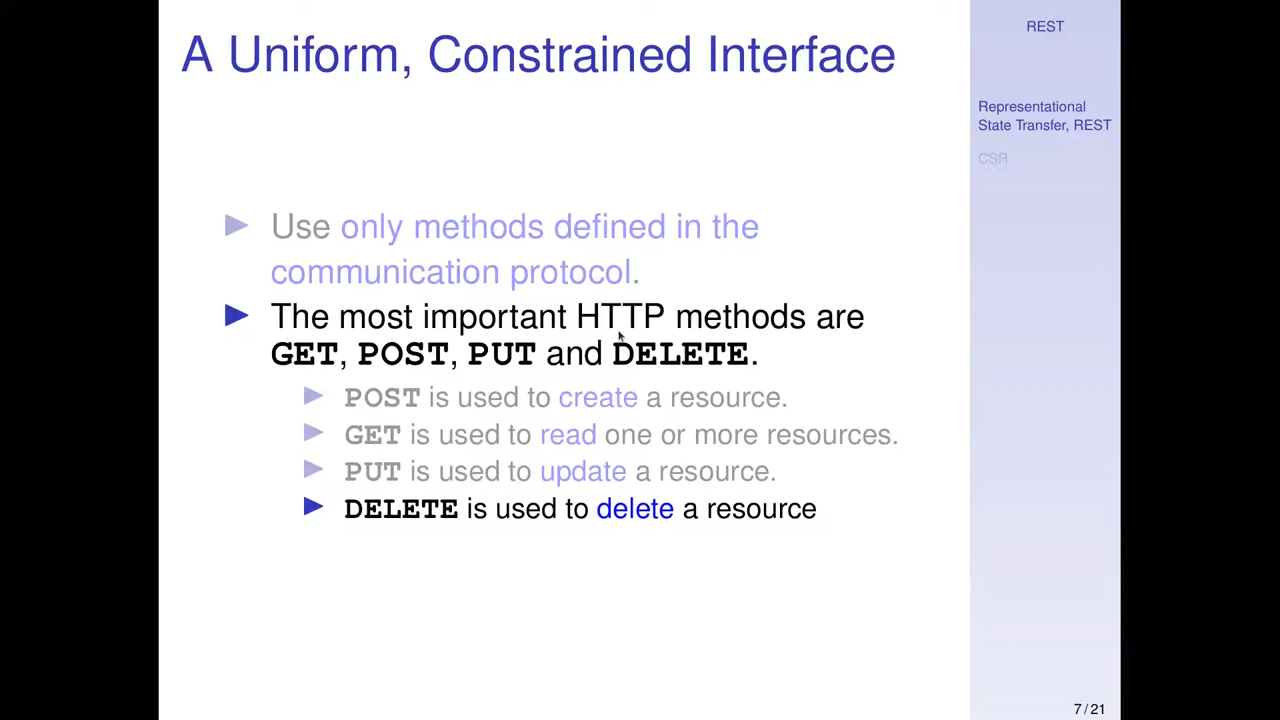 A Uniform, Constrained Interface
Use only methods defined in the
communication protocol.
The most important HTTP methods are
GET, POST, PUT and DELETE.
POST is used to create a resource.
GET is used to read one or more resources.
PUT is used to update a resource.
DELETE is used to delete a resource
REST
Representational
State Transfer, REST
CSR
7 / 21